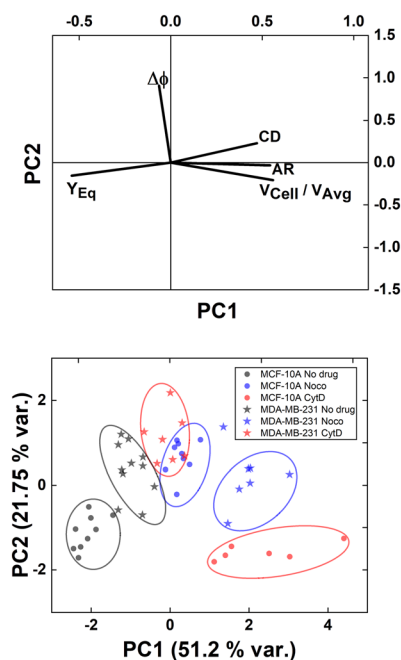 -0.5 0.0 0.5 1.0
1.0
0.5
0.0
-0.5
-1.0
-1.5
PC2
Δϕ
CD
AR
Y_Eq
V_Cell / V_Avg
PC1
MCF-10A No drug
MCF-10A Noco
MCF-10A CytD
MDA-MB-231 No drug
MDA-MB-231 Noco
MDA-MB-231 CytD
PC2 (21.75 % var.)
2
0
-2
-2 0 2 4
PC1 (51.2 % var.)